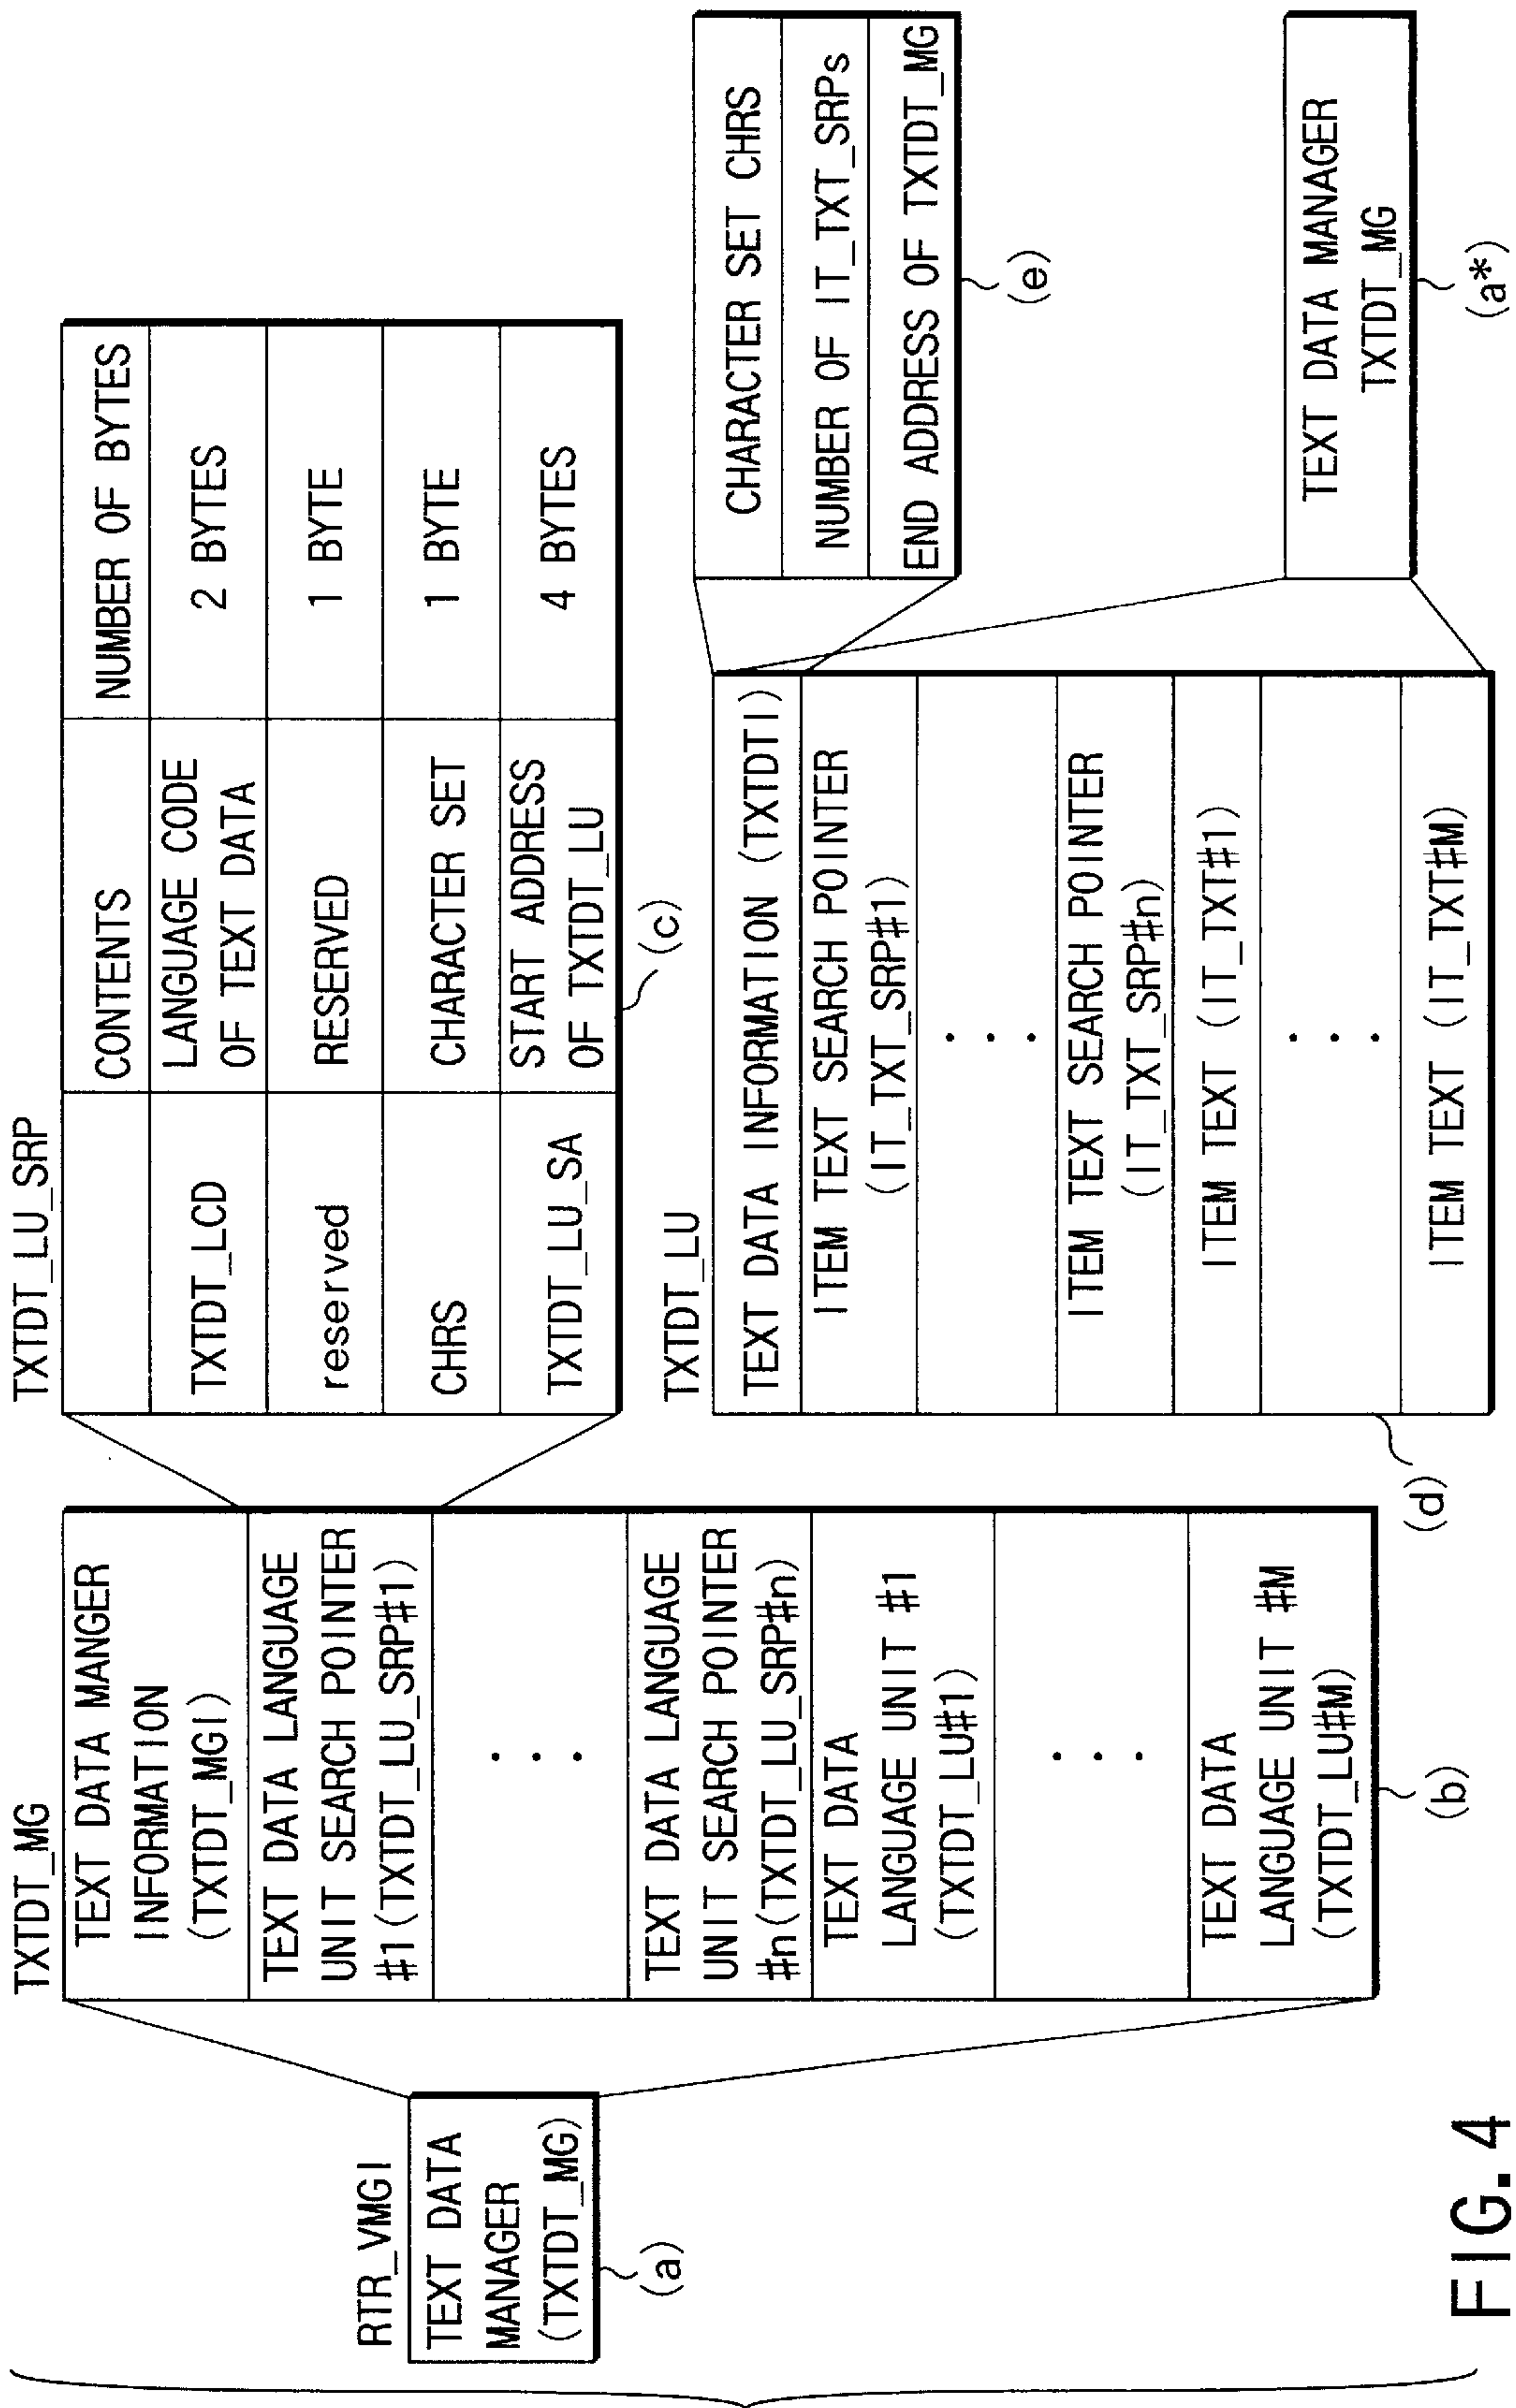 RTR_VMGI
TEXT DATA
MANAGER
(TXTDT_MG)
(a)
TXTDT_MG
TEXT DATA MANGER
INFORMATION
(TXTDT_MGI)
TEXT DATA LANGUAGE
UNIT SEARCH POINTER
#1(TXTDT_LU_SRP#1)
. . .
TEXT DATA LANGUAGE
UNIT SEARCH POINTER
#n(TXTDT_LU_SRP#n)
TEXT DATA
LANGUAGE UNIT #1
(TXTDT_LU#1)
. . .
TEXT DATA
LANGUAGE UNIT #M
(TXTDT_LU#M)
(b)
TXTDT_LU_SRP
CONTENTS NUMBER OF BYTES
TXTDT_LCD LANGUAGE CODE 2 BYTES
OF TEXT DATA
reserved RESERVED 1 BYTE
CHRS CHARACTER SET 1 BYTE
TXTDT_LU_SA START ADDRESS 4 BYTES
OF TXTDT_LU
(c)
TXTDT_LU
TEXT DATA INFORMATION (TXTDTI)
ITEM TEXT SEARCH POINTER
(IT_TXT_SRP#1)
. . .
ITEM TEXT SEARCH POINTER
(IT_TXT_SRP#n)
ITEM TEXT (IT_TXT#1)
. . .
ITEM TEXT (IT_TXT#M)
(d)
CHARACTER SET CHRS
NUMBER OF IT_TXT_SRPs
END ADDRESS OF TXTDT_MG
(e)
TEXT DATA MANAGER
TXTDT_MG
(a*)
FIG. 4